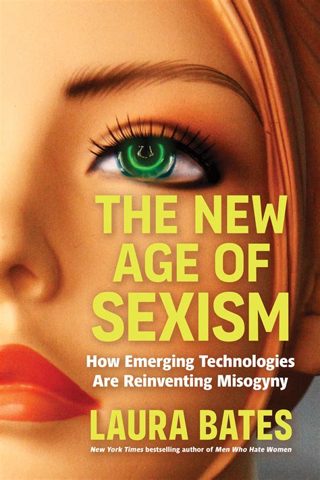 THE NEW
AGE OF
SEXISM
How Emerging Technologies
Are Reinventing Misogyny
LAURA BATES
New York Times bestselling author of Men Who Hate Women